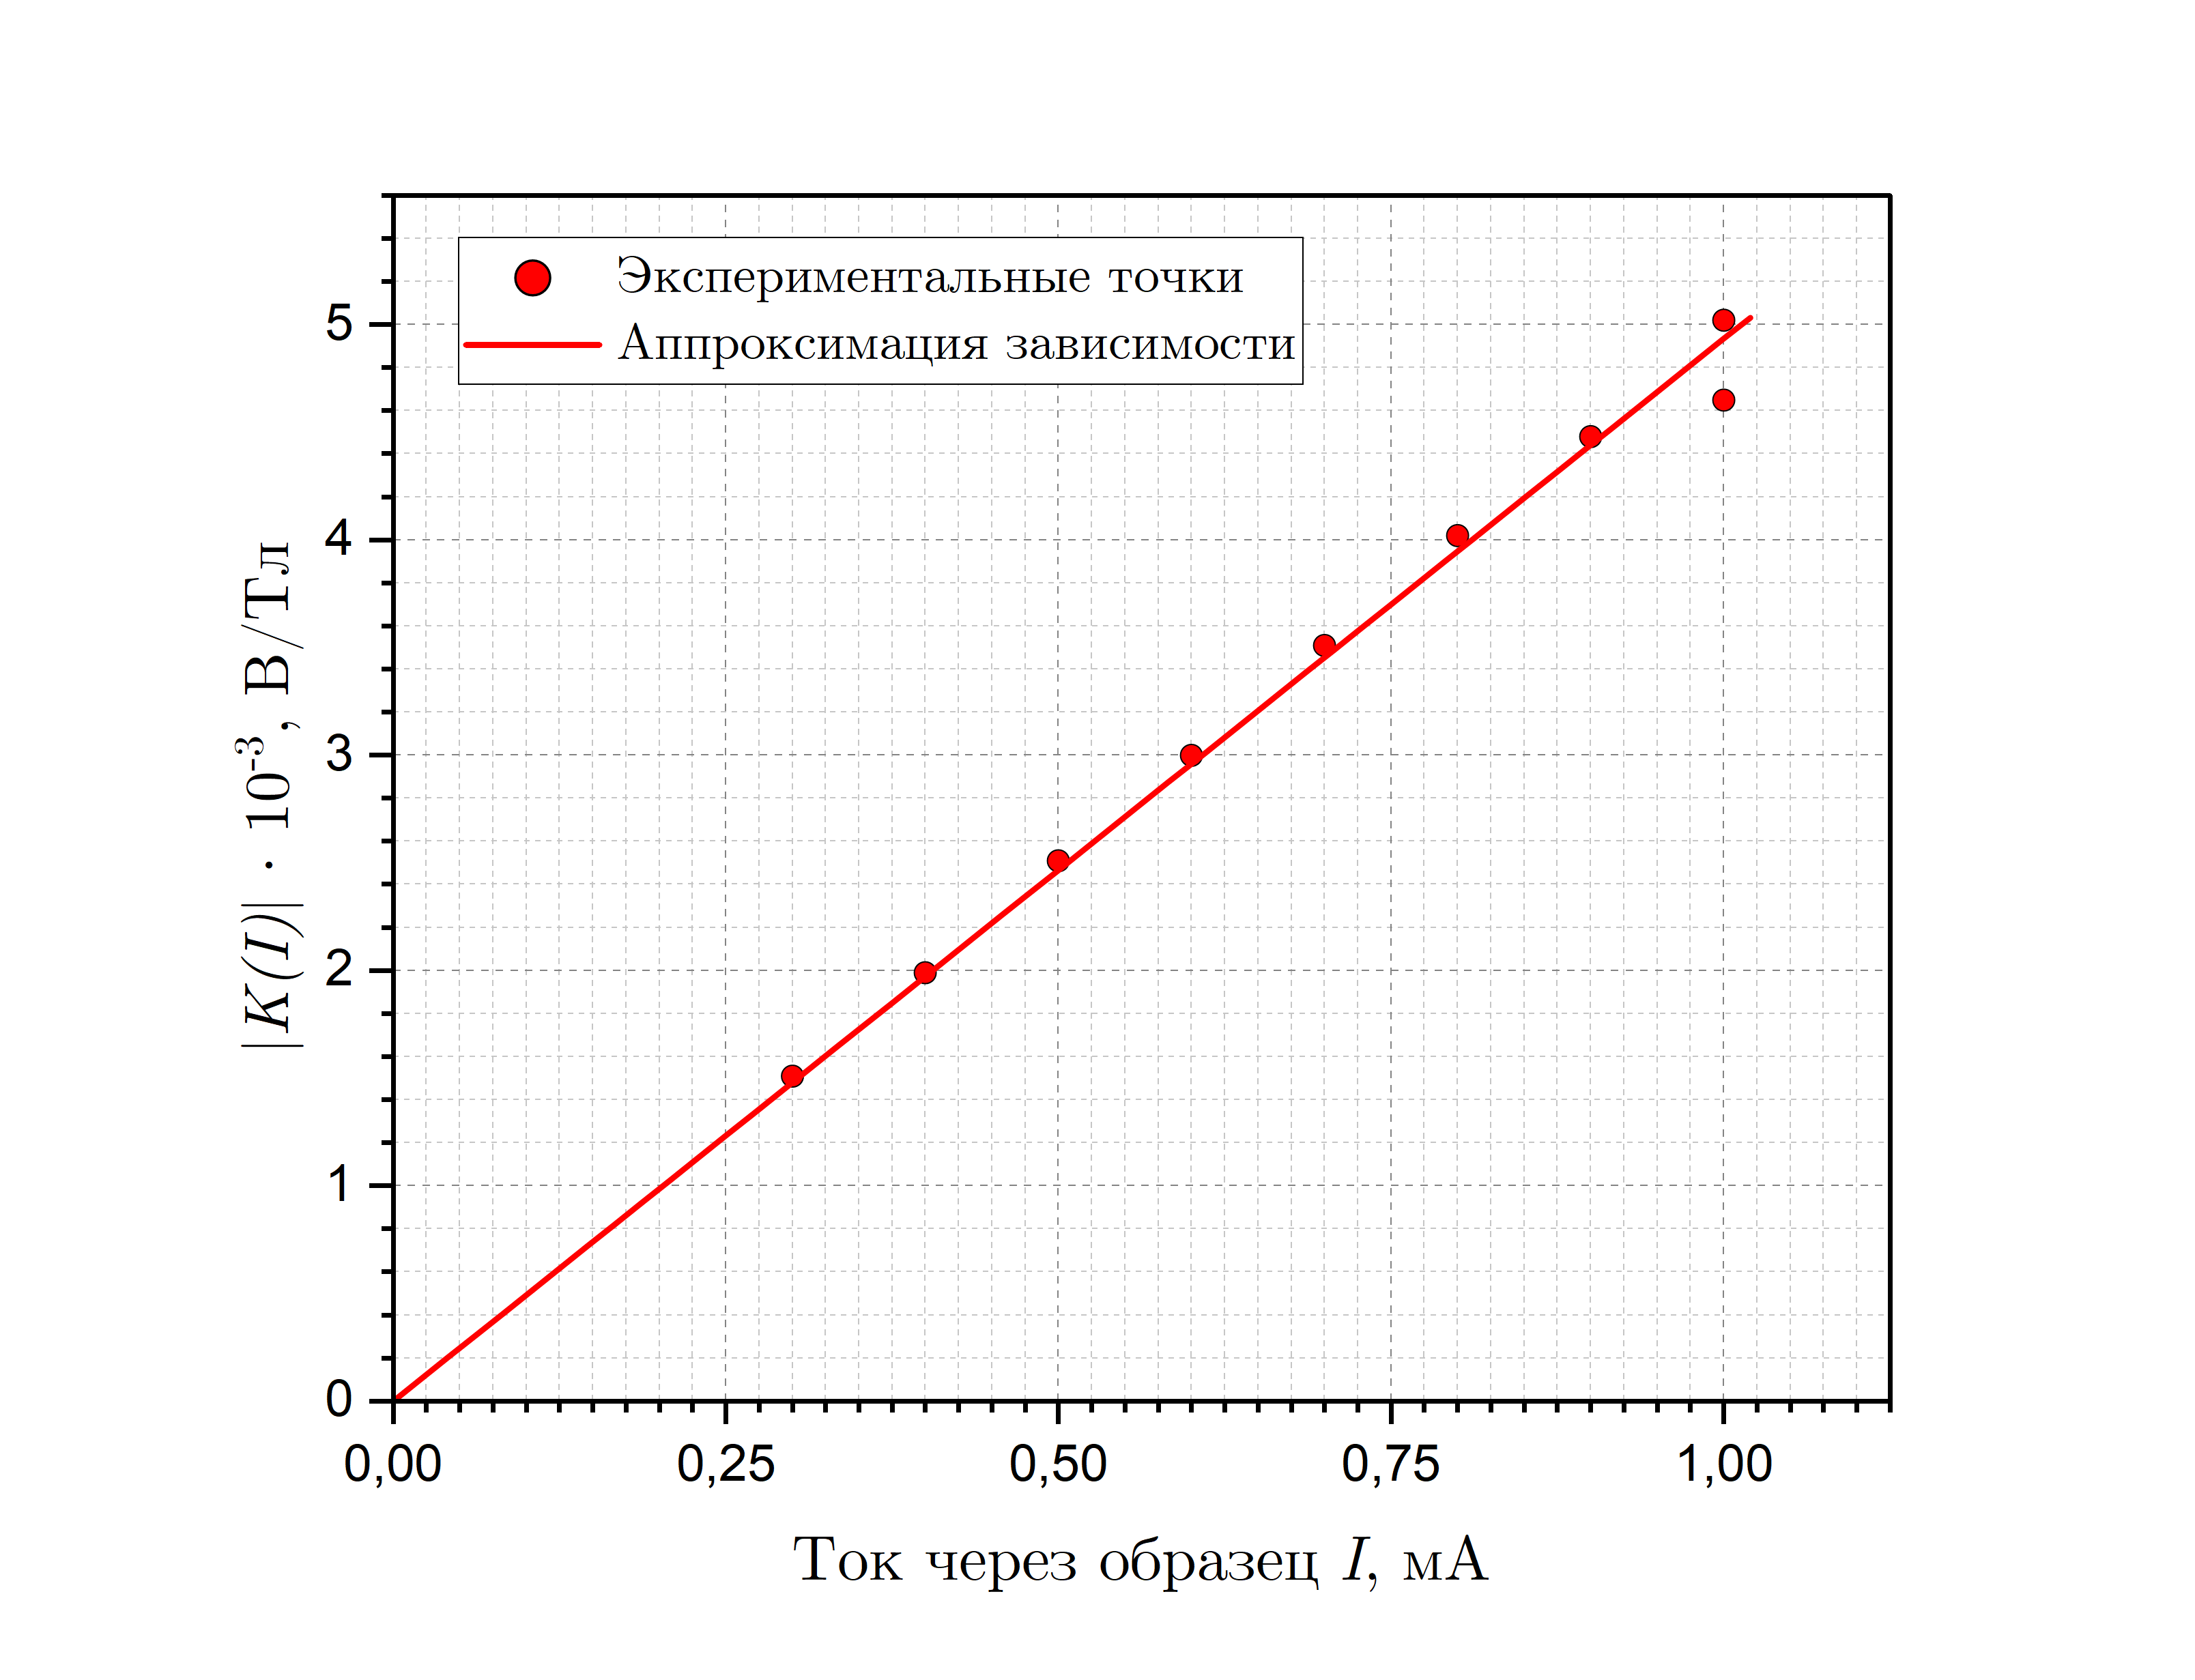 Экспериментальные точки
Аппроксимация зависимости
|K(I)| · 10⁻³, В/Тл
5
4
3
2
1
0
0,00 0,25 0,50 0,75 1,00
Ток через образец I, мА